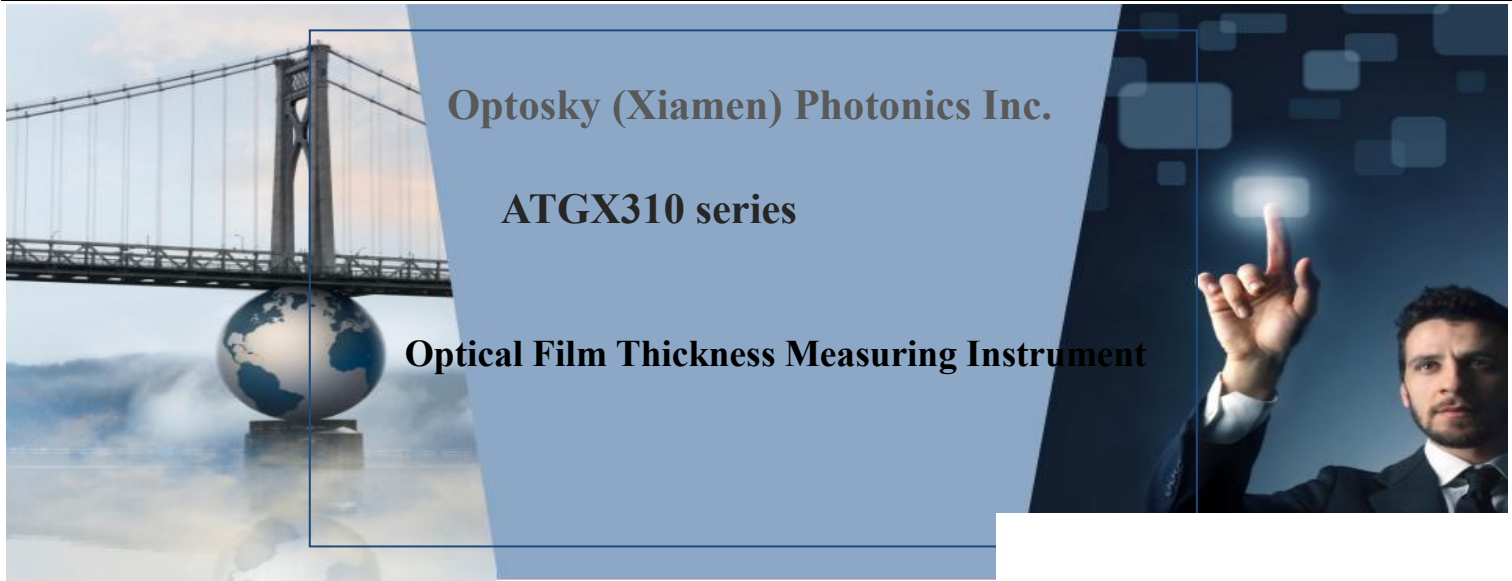 Optosky (Xiamen) Photonics Inc.
ATGX310 series
Optical Film Thickness Measuring Instrument